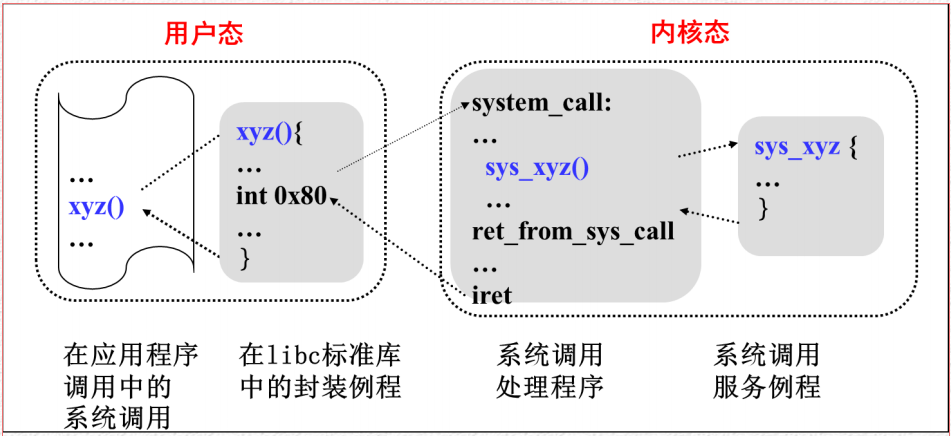 用户态
内核态
...
xyz()
...
xyz(){
...
int 0x80
...
}
system_call:
...
sys_xyz()
...
ret_from_sys_call
...
iret
sys_xyz {
...
}
在应用程序
调用中的
系统调用
在libc标准库
中的封装例程
系统调用
处理程序
系统调用
服务例程